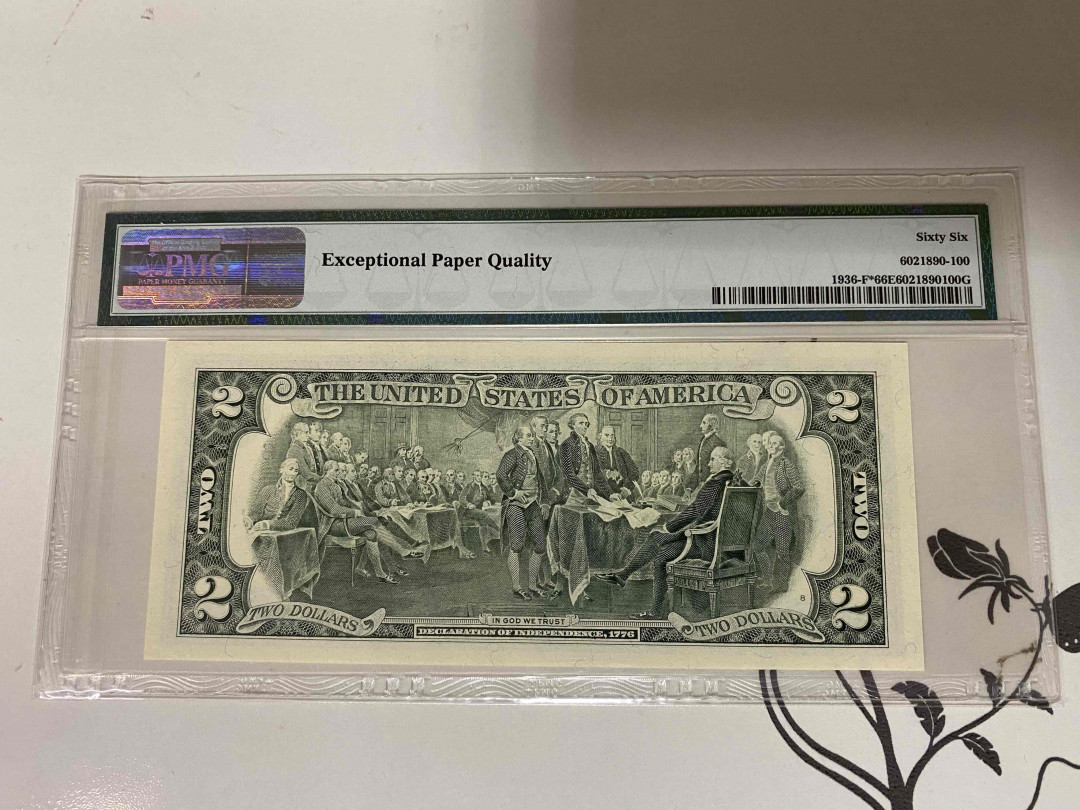 PMG
PAPER MONEY GUARANTY
Exceptional Paper Quality
Sixty Six
6021890-100
1936-F*66E6021890100G
2 THE UNITED STATES OF AMERICA 2
TWO TWO
2 TWO DOLLARS IN GOD WE TRUST TWO DOLLARS 2
DECLARATION OF INDEPENDENCE, 1776
8